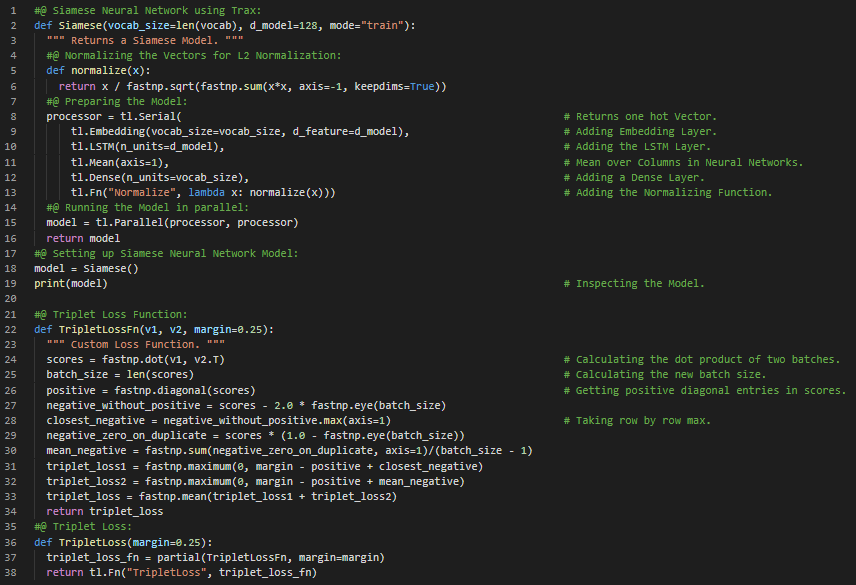 1 #@ Siamese Neural Network using Trax:
2 def Siamese(vocab_size=len(vocab), d_model=128, mode="train"):
3   """ Returns a Siamese Model. """
4   #@ Normalizing the Vectors for L2 Normalization:
5   def normalize(x):
6     return x / fastnp.sqrt(fastnp.sum(x*x, axis=-1, keepdims=True))
7   #@ Preparing the Model:
8   processor = tl.Serial( # Returns one hot Vector.
9       tl.Embedding(vocab_size=vocab_size, d_feature=d_model), # Adding Embedding Layer.
10       tl.LSTM(n_units=d_model), # Adding the LSTM Layer.
11       tl.Mean(axis=1), # Mean over Columns in Neural Networks.
12       tl.Dense(n_units=vocab_size), # Adding a Dense Layer.
13       tl.Fn("Normalize", lambda x: normalize(x))) # Adding the Normalizing Function.
14   #@ Running the Model in parallel:
15   model = tl.Parallel(processor, processor)
16   return model
17 #@ Setting up Siamese Neural Network Model:
18 model = Siamese()
19 print(model) # Inspecting the Model.
20
21 #@ Triplet Loss Function:
22 def TripletLossFn(v1, v2, margin=0.25):
23   """ Custom Loss Function. """
24   scores = fastnp.dot(v1, v2.T) # Calculating the dot product of two batches.
25   batch_size = len(scores) # Calculating the new batch size.
26   positive = fastnp.diagonal(scores) # Getting positive diagonal entries in scores.
27   negative_without_positive = scores - 2.0 * fastnp.eye(batch_size)
28   closest_negative = negative_without_positive.max(axis=1) # Taking row by row max.
29   negative_zero_on_duplicate = scores * (1.0 - fastnp.eye(batch_size))
30   mean_negative = fastnp.sum(negative_zero_on_duplicate, axis=1)/(batch_size - 1)
31   triplet_loss1 = fastnp.maximum(0, margin - positive + closest_negative)
32   triplet_loss2 = fastnp.maximum(0, margin - positive + mean_negative)
33   triplet_loss = fastnp.mean(triplet_loss1 + triplet_loss2)
34   return triplet_loss
35 #@ Triplet Loss:
36 def TripletLoss(margin=0.25):
37   triplet_loss_fn = partial(TripletLossFn, margin=margin)
38   return tl.Fn("TripletLoss", triplet_loss_fn)